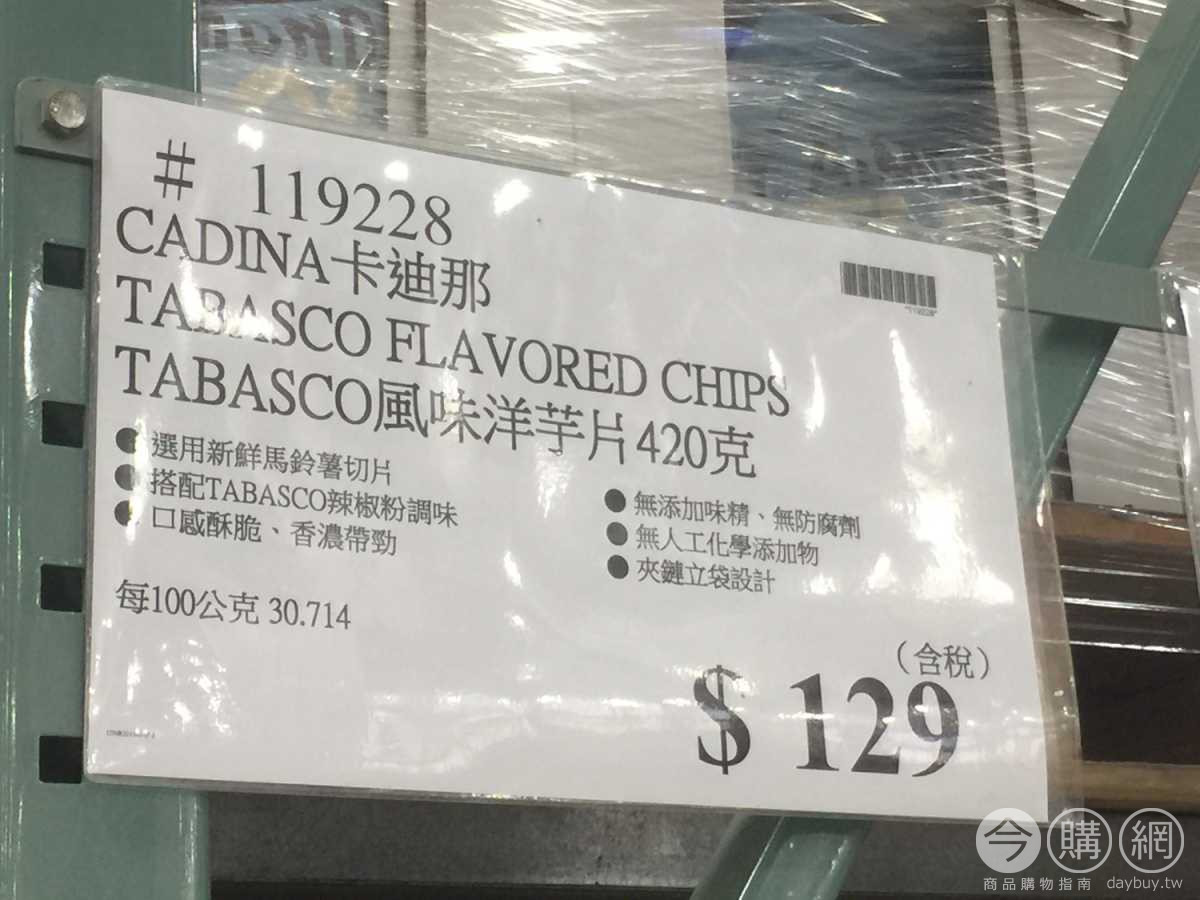 # 119228
CADINA卡迪那
TABASCO FLAVORED CHIPS
TABASCO風味洋芋片420克
●選用新鮮馬鈴薯切片
●搭配TABASCO辣椒粉調味
●口感酥脆、香濃帶勁
●無添加味精、無防腐劑
●無人工化學添加物
●夾鏈立袋設計
每100公克 30.714
(含稅)
$ 129
"119228"
今購網
商品購物指南 daybuy.tw